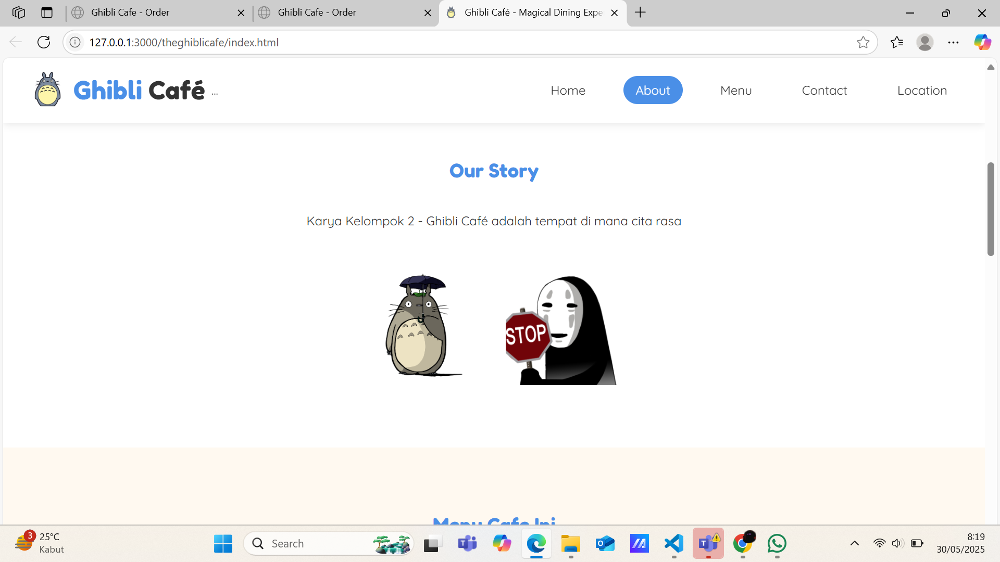 Ghibli Cafe - Order
Ghibli Cafe - Order
Ghibli Café - Magical Dining Expe
127.0.0.1:3000/theghiblicafe/index.html
Ghibli Café ...
Home
About
Menu
Contact
Location
Our Story
Karya Kelompok 2 - Ghibli Café adalah tempat di mana cita rasa
STOP
Menu Cafe Ini
3
25°C
Kabut
Search
8:19
30/05/2025